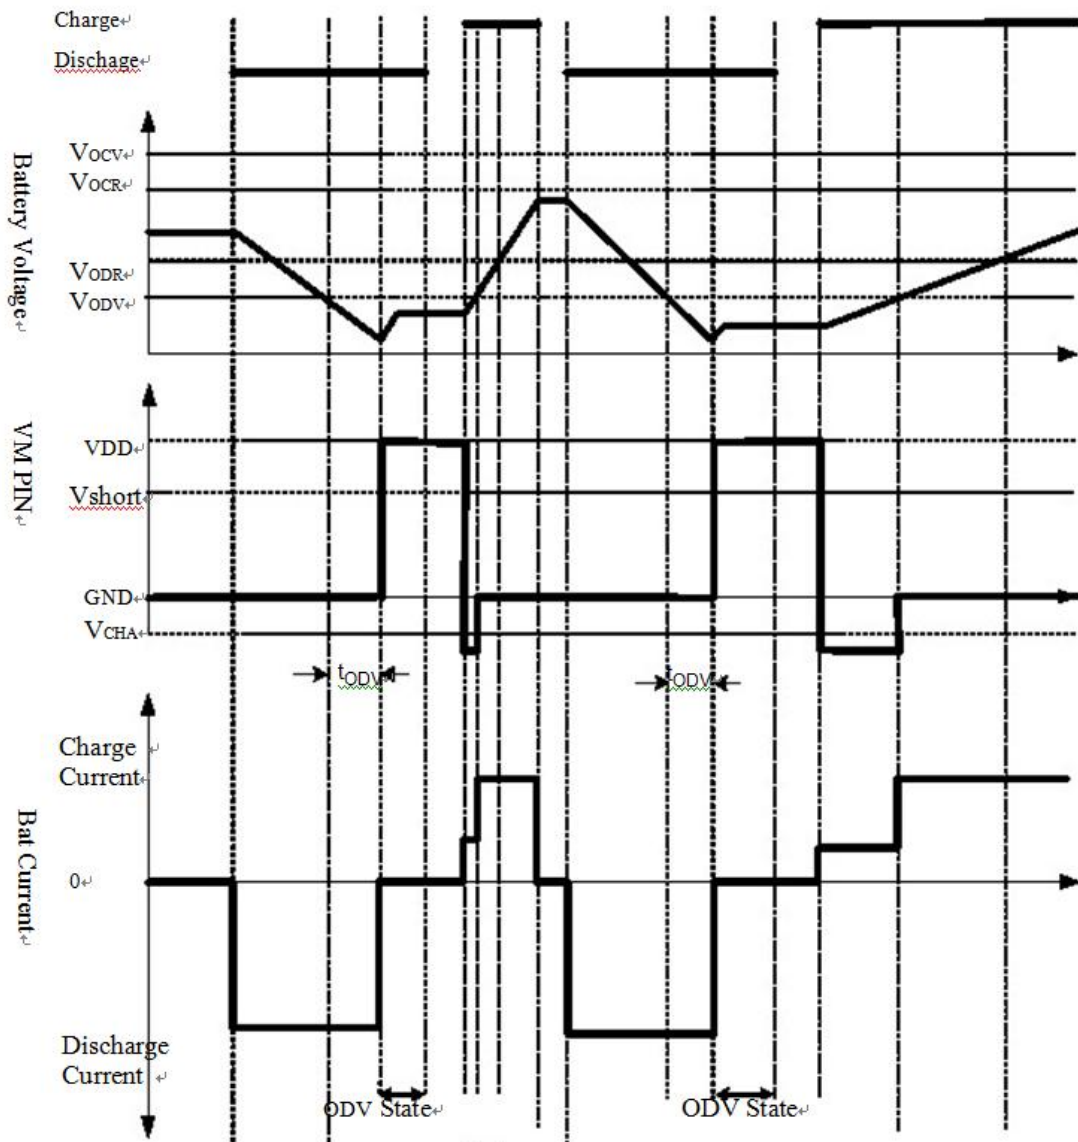 Charge
Dischage
Battery Voltage
VOCV
VOCR
VODR
VODV
VM PIN
VDD
Vshort
GND
VCHA
tODV
tODV
Bat Current
Charge
Current
0
Discharge
Current
ODV State
ODV State